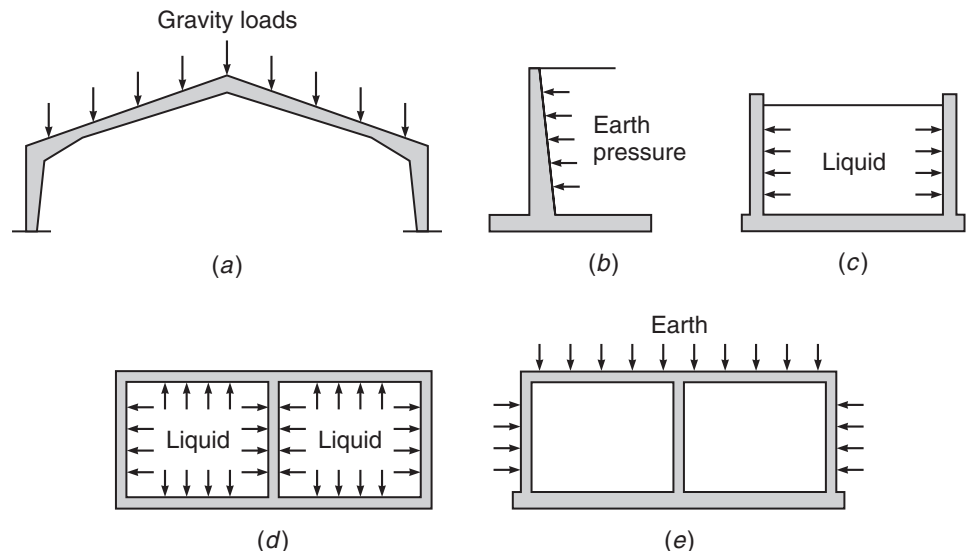 Gravity loads
Earth
pressure
Liquid
(a)
(b)
(c)
Earth
Liquid
Liquid
(d)
(e)